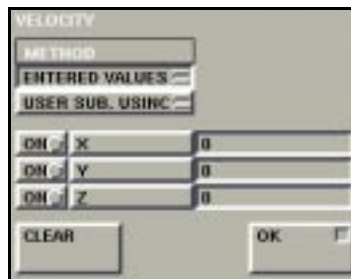 VELOCITY
METHOD
ENTERED VALUES
USER SUB. USINC
ON X 0
ON Y 0
ON Z 0
CLEAR OK